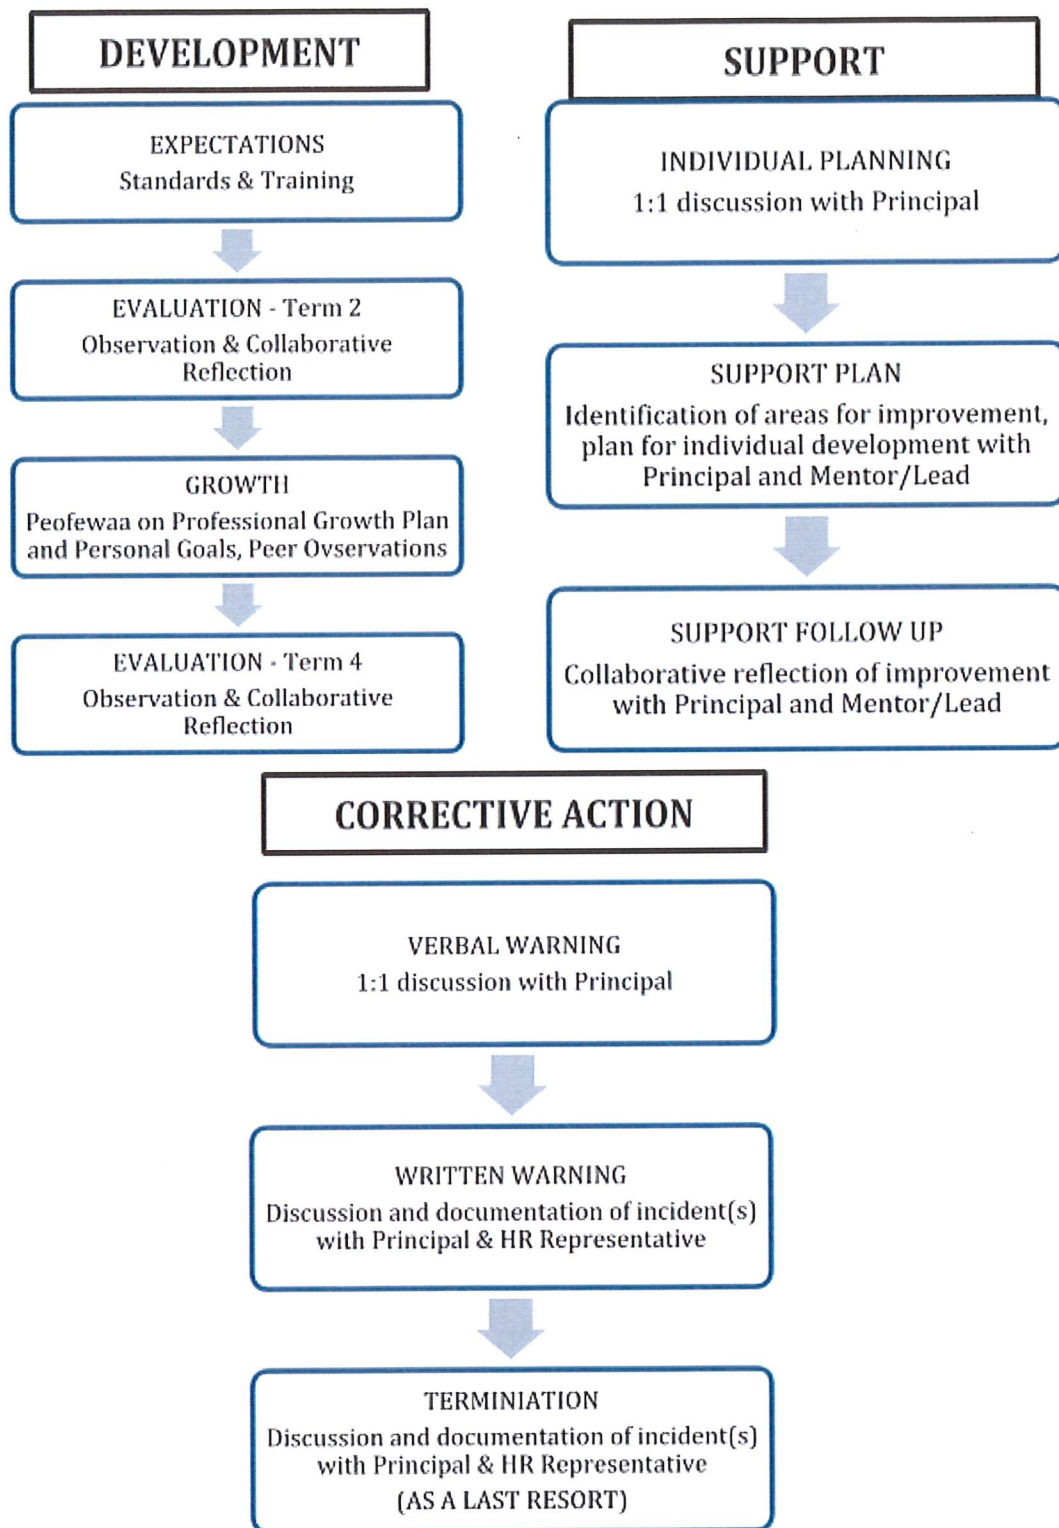 DEVELOPMENT
EXPECTATIONS
Standards & Training
EVALUATION - Term 2
Observation & Collaborative
Reflection
GROWTH
Peofewaa on Professional Growth Plan
and Personal Goals, Peer Ovservations
EVALUATION - Term 4
Observation & Collaborative
Reflection
SUPPORT
INDIVIDUAL PLANNING
1:1 discussion with Principal
SUPPORT PLAN
Identification of areas for improvement,
plan for individual development with
Principal and Mentor/Lead
SUPPORT FOLLOW UP
Collaborative reflection of improvement
with Principal and Mentor/Lead
CORRECTIVE ACTION
VERBAL WARNING
1:1 discussion with Principal
WRITTEN WARNING
Discussion and documentation of incident(s)
with Principal & HR Representative
TERMINIATION
Discussion and documentation of incident(s)
with Principal & HR Representative
(AS A LAST RESORT)